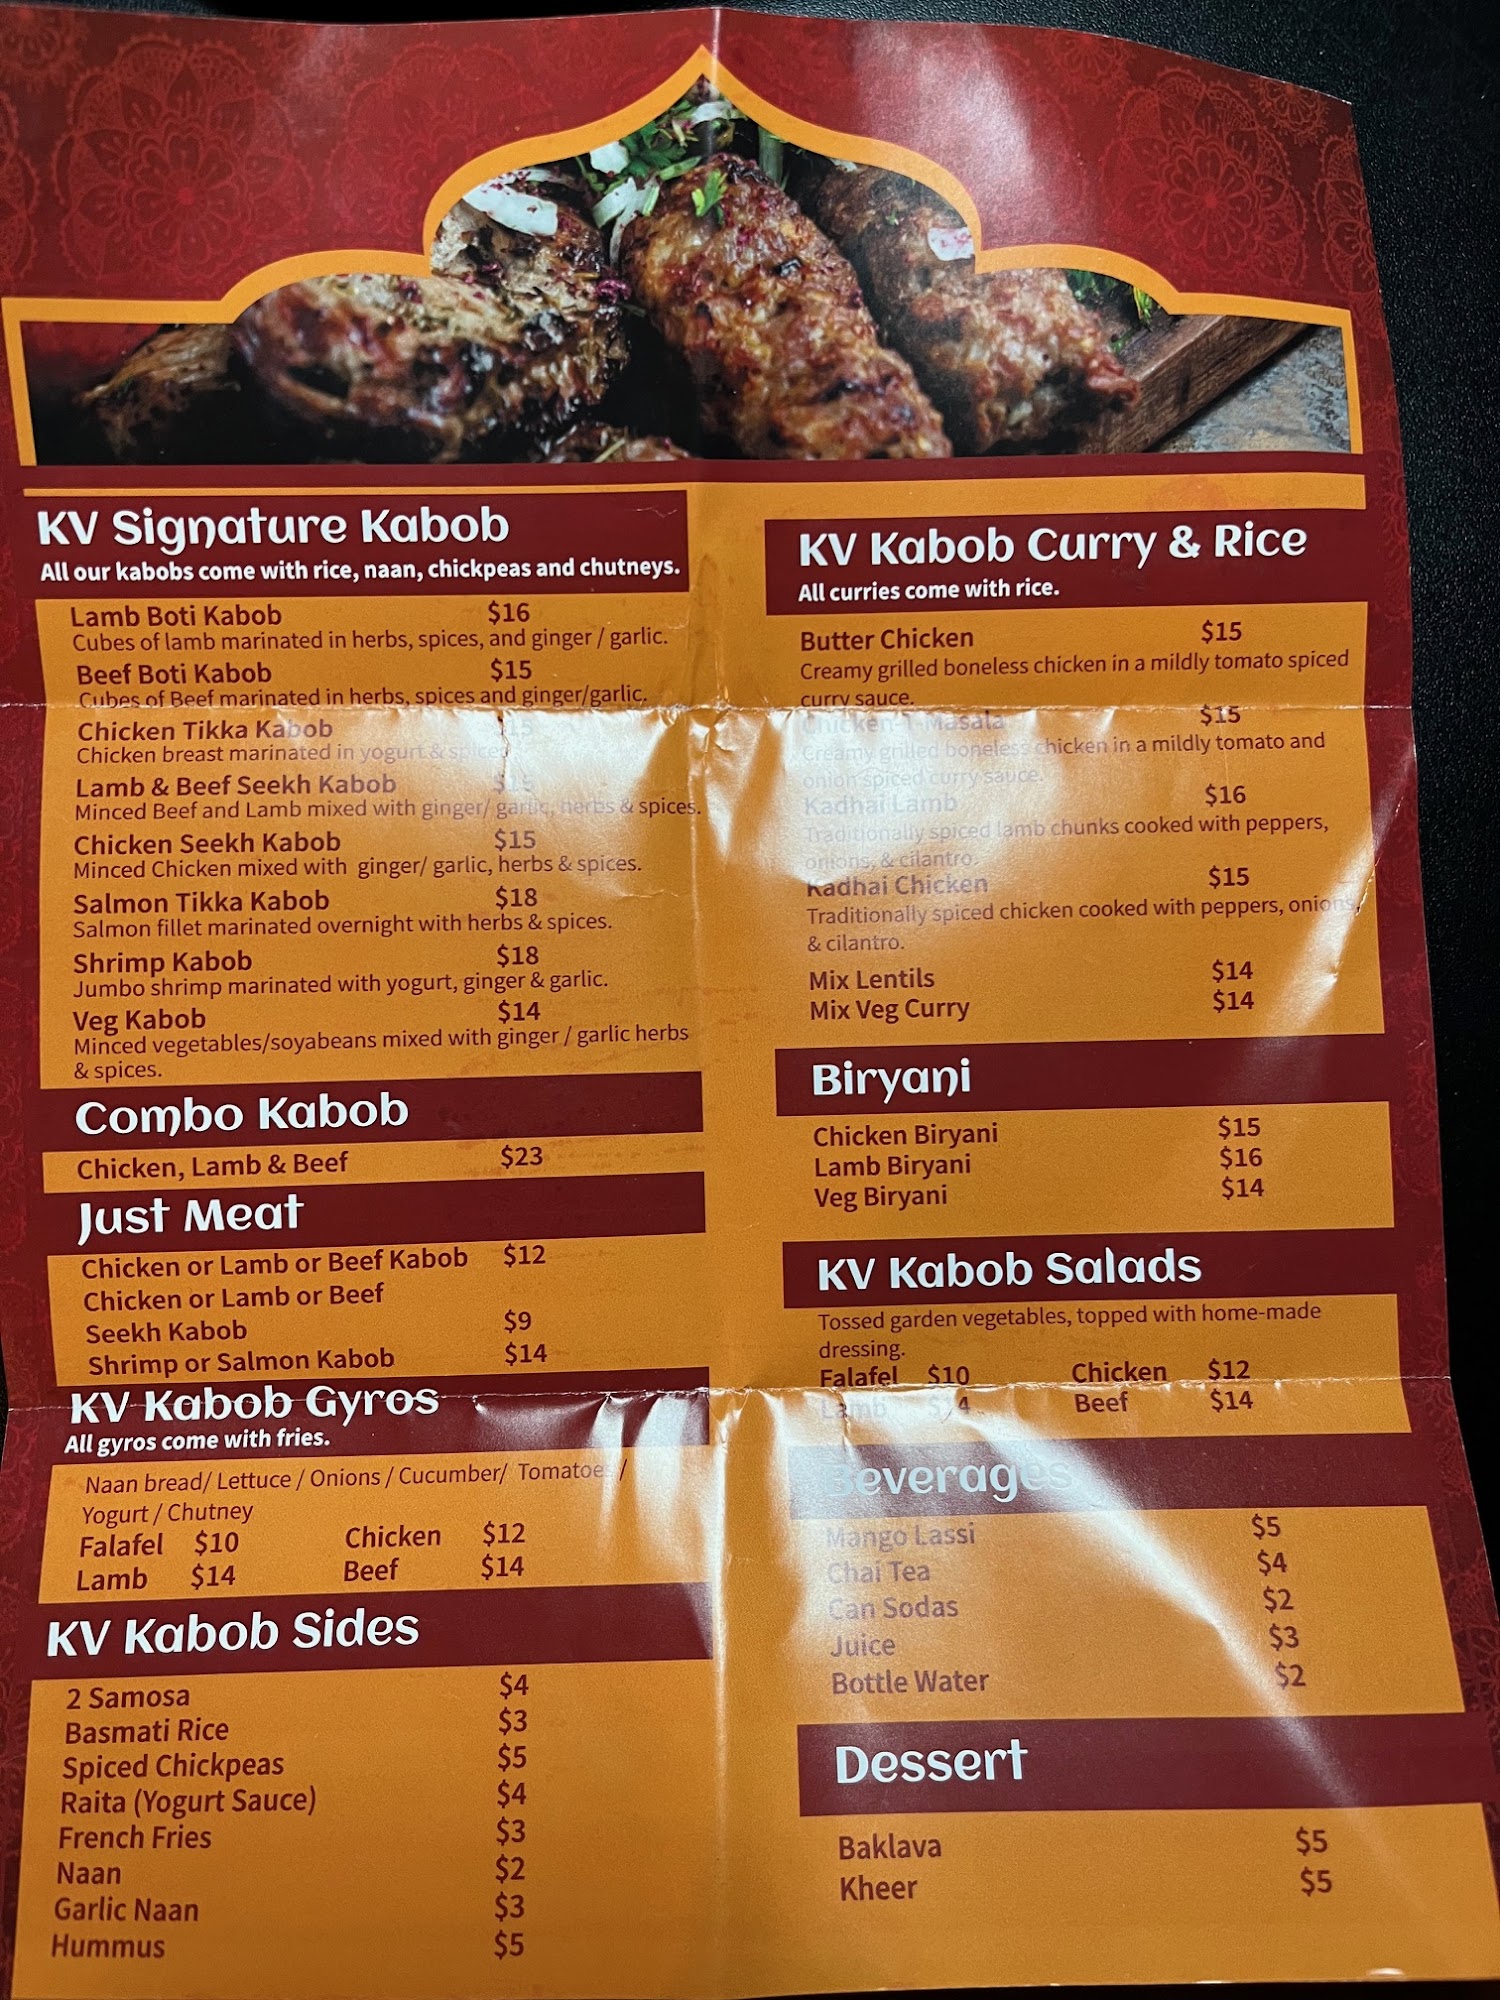 KV Signature Kabob
All our kabobs come with rice, naan, chickpeas and chutneys.
Lamb Boti Kabob $16
Cubes of lamb marinated in herbs, spices, and ginger / garlic.
Beef Boti Kabob $15
Cubes of Beef marinated in herbs, spices and ginger/garlic.
Chicken Tikka Kabob $15
Chicken breast marinated in yogurt & spices
Lamb & Beef Seekh Kabob $15
Minced Beef and Lamb mixed with ginger/ garlic, herbs & spices.
Chicken Seekh Kabob $15
Minced Chicken mixed with ginger/ garlic, herbs & spices.
Salmon Tikka Kabob $18
Salmon fillet marinated overnight with herbs & spices.
Shrimp Kabob $18
Jumbo shrimp marinated with yogurt, ginger & garlic.
Veg Kabob $14
Minced vegetables/soyabeans mixed with ginger / garlic herbs
& spices.
Combo Kabob
Chicken, Lamb & Beef $23
Just Meat
Chicken or Lamb or Beef Kabob $12
Chicken or Lamb or Beef
Seekh Kabob $9
Shrimp or Salmon Kabob $14
KV Kabob Gyros
All gyros come with fries.
Naan bread/ Lettuce / Onions / Cucumber/ Tomatoes /
Yogurt / Chutney
Falafel $10 Chicken $12
Lamb $14 Beef $14
KV Kabob Sides
2 Samosa $4
Basmati Rice $3
Spiced Chickpeas $5
Raita (Yogurt Sauce) $4
French Fries $3
Naan $2
Garlic Naan $3
Hummus $5
KV Kabob Curry & Rice
All curries come with rice.
Butter Chicken $15
Creamy grilled boneless chicken in a mildly tomato spiced
curry sauce.
Chicken T-Masala $15
Creamy grilled boneless chicken in a mildly tomato and
onion spiced curry sauce.
Kadhai Lamb $16
Traditionally spiced lamb chunks cooked with peppers,
onions, & cilantro.
Kadhai Chicken $15
Traditionally spiced chicken cooked with peppers, onions,
& cilantro.
Mix Lentils $14
Mix Veg Curry $14
Biryani
Chicken Biryani $15
Lamb Biryani $16
Veg Biryani $14
KV Kabob Salads
Tossed garden vegetables, topped with home-made
dressing.
Falafel $10 Chicken $12
Lamb $14 Beef $14
Beverages
Mango Lassi $5
Chai Tea $4
Can Sodas $2
Juice $3
Bottle Water $2
Dessert
Baklava $5
Kheer $5